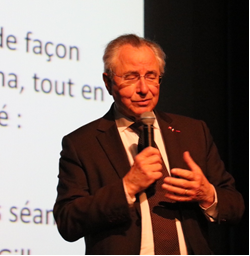 de façon
na, tout en
é :
s séan